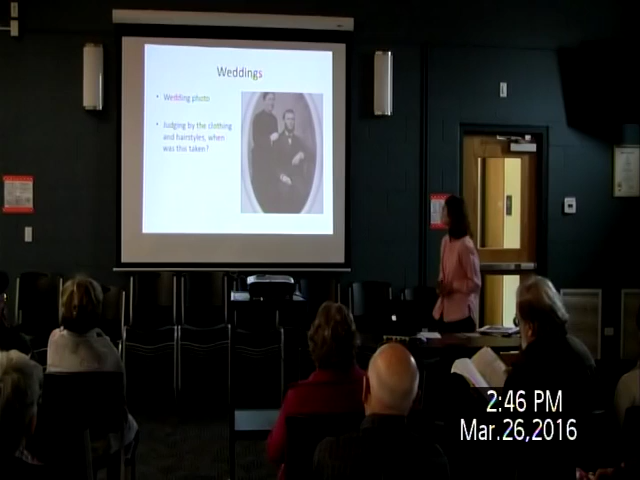 Weddings
• Wedding photo
• Judging by the clothing
and hairstyles, when
was this taken?
2:46 PM
Mar.26,2016